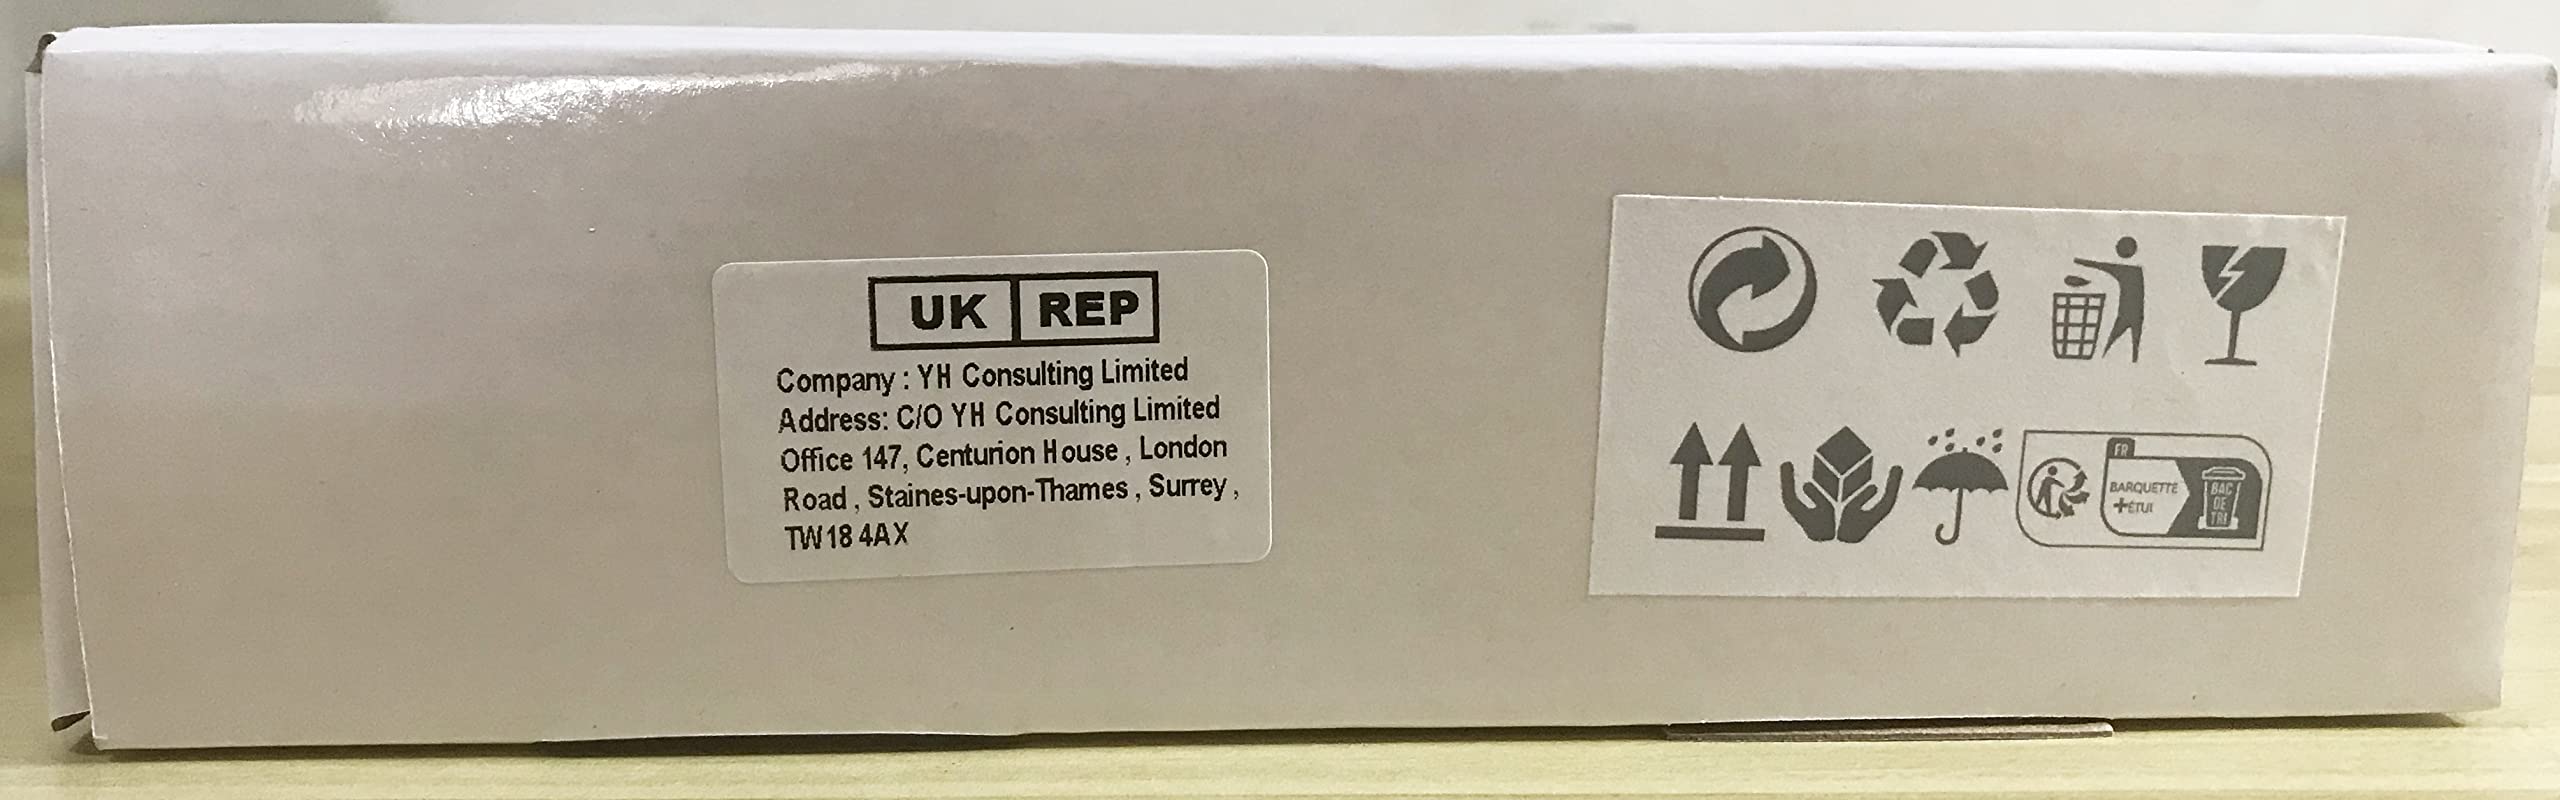 UK REP
Company : YH Consulting Limited
Address: C/O YH Consulting Limited
Office 147, Centurion House , London
Road , Staines-upon-Thames , Surrey ,
TW18 4AX
FR
BARQUETTE
+ÉTUI
BAC
DE
TRI